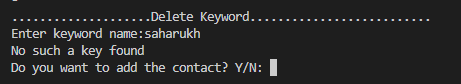 .....................Delete Keyword...........................
Enter keyword name:saharukh
No such a key found
Do you want to add the contact? Y/N: